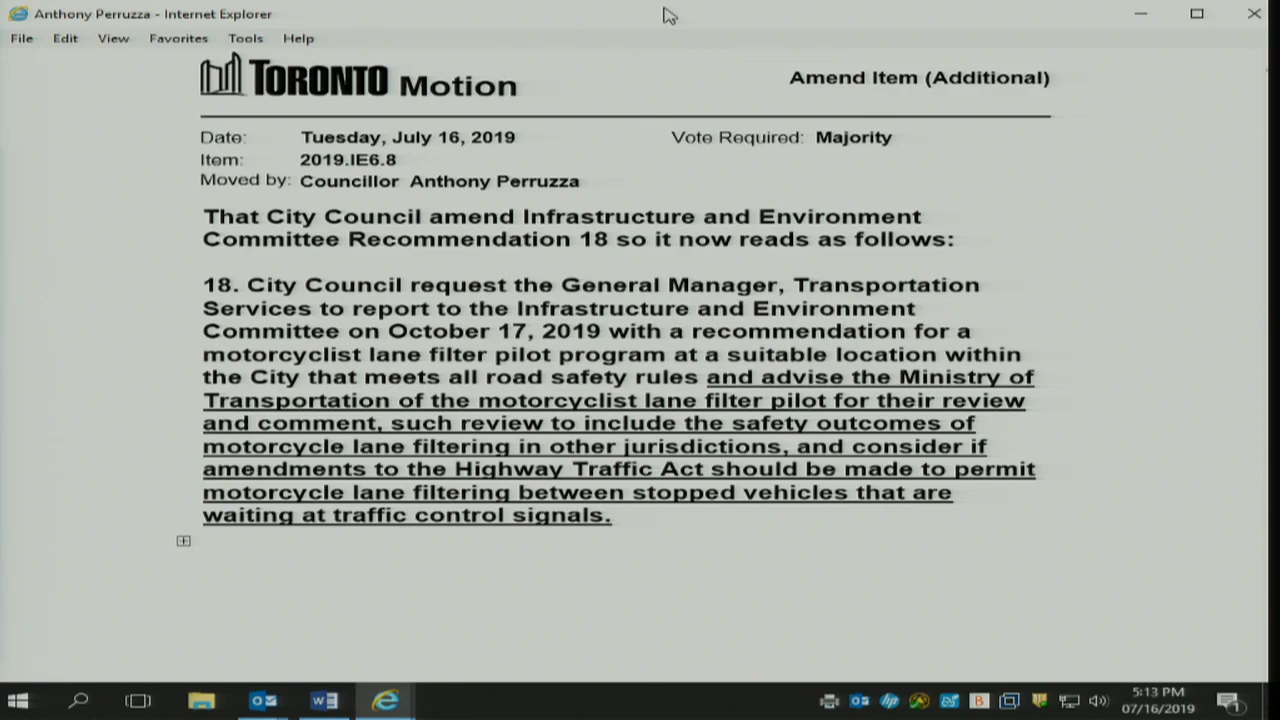 Anthony Perruzza - Internet Explorer
File Edit View Favorites Tools Help
TORONTO Motion
Amend Item (Additional)
Date: Tuesday, July 16, 2019
Vote Required: Majority
Item: 2019.IE6.8
Moved by: Councillor Anthony Perruzza
That City Council amend Infrastructure and Environment
Committee Recommendation 18 so it now reads as follows:
18. City Council request the General Manager, Transportation
Services to report to the Infrastructure and Environment
Committee on October 17, 2019 with a recommendation for a
motorcyclist lane filter pilot program at a suitable location within
the City that meets all road safety rules and advise the Ministry of
Transportation of the motorcyclist lane filter pilot for their review
and comment, such review to include the safety outcomes of
motorcycle lane filtering in other jurisdictions, and consider if
amendments to the Highway Traffic Act should be made to permit
motorcycle lane filtering between stopped vehicles that are
waiting at traffic control signals.
5:13 PM
07/16/2019